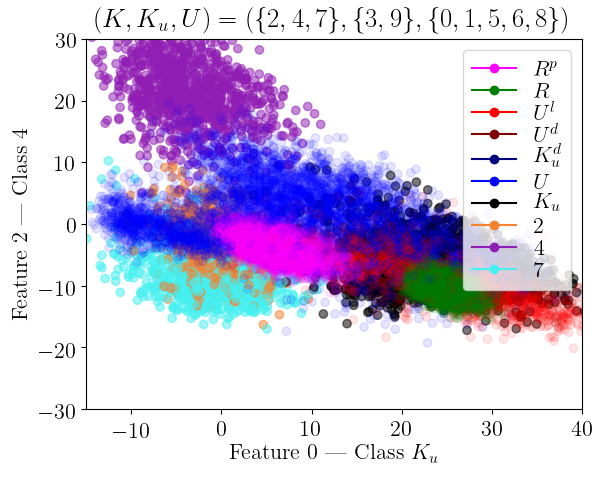 (K, K_u, U) = ({2, 4, 7}, {3, 9}, {0, 1, 5, 6, 8})
R^p
R
U^l
U^d
K_u^d
U
K_u
2
4
7
Feature 2 — Class 4
30
20
10
0
−10
−20
−30
−10 0 10 20 30 40
Feature 0 — Class K_u